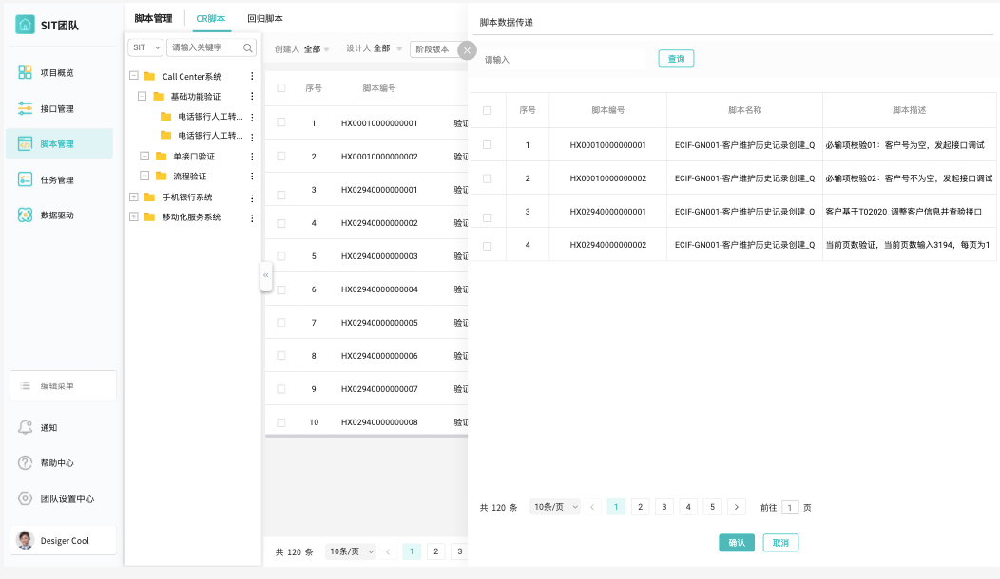 SIT团队
项目概览
接口管理
脚本管理
任务管理
数据驱动
编辑菜单
通知
帮助中心
团队设置中心
Desiger Cool
脚本管理 CR脚本 回归脚本
SIT 请输入关键字
Call Center系统
基础功能验证
电话银行人工转...
电话银行人工转...
单接口验证
流程验证
手机银行系统
移动化服务系统
创建人 全部 设计人 全部 阶段版本
序号 脚本编号
1 HX00010000000001 验证
2 HX00010000000002 验证
3 HX02940000000001 验证
4 HX02940000000002 验证
5 HX02940000000003 验证
6 HX02940000000004 验证
7 HX02940000000005 验证
8 HX02940000000006 验证
9 HX02940000000007 验证
10 HX02940000000008 验证
共 120 条 10条/页 < 1 2 3
脚本数据传递
请输入 查询
序号 脚本编号 脚本名称 脚本描述
1 HX00010000000001 ECIF-GN001-客户维护历史记录创建_Q 必输项校验01：客户号为空，发起接口调试
2 HX00010000000002 ECIF-GN001-客户维护历史记录创建_Q 必输项校验02：客户号不为空，发起接口调试
3 HX02940000000001 ECIF-GN001-客户维护历史记录创建_Q 客户基于T02020_调整客户信息并查验接口
4 HX02940000000002 ECIF-GN001-客户维护历史记录创建_Q 当前页数验证，当前页数输入3194，每页为1
共 120 条 10条/页 < 1 2 3 4 5 > 前往 1 页
确认 取消